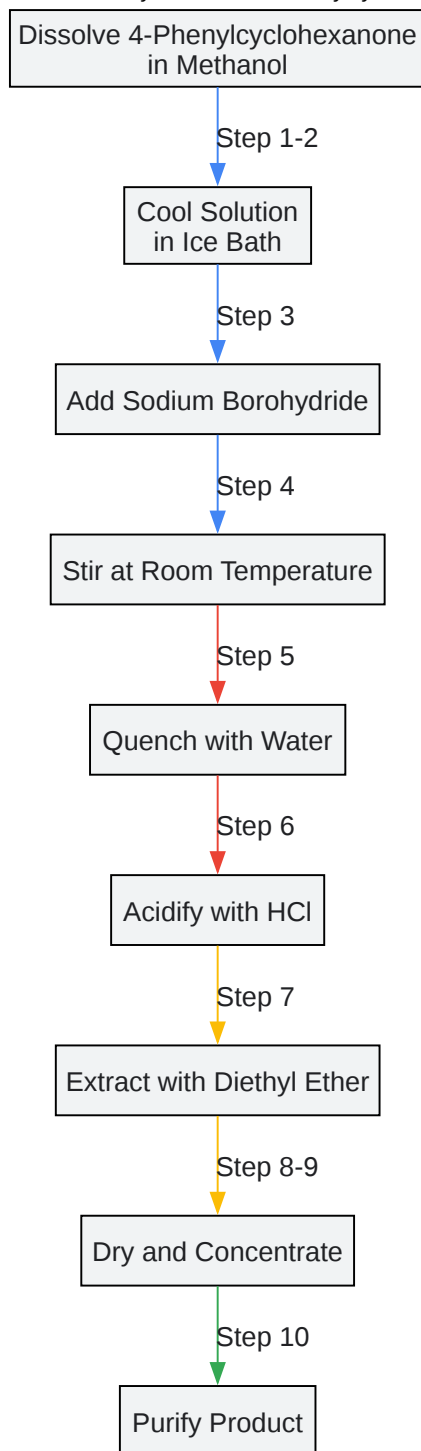 Dissolve 4-Phenylcyclohexanone
in Methanol
Step 1-2
Cool Solution
in Ice Bath
Step 3
Add Sodium Borohydride
Step 4
Stir at Room Temperature
Step 5
Quench with Water
Step 6
Acidify with HCl
Step 7
Extract with Diethyl Ether
Step 8-9
Dry and Concentrate
Step 10
Purify Product